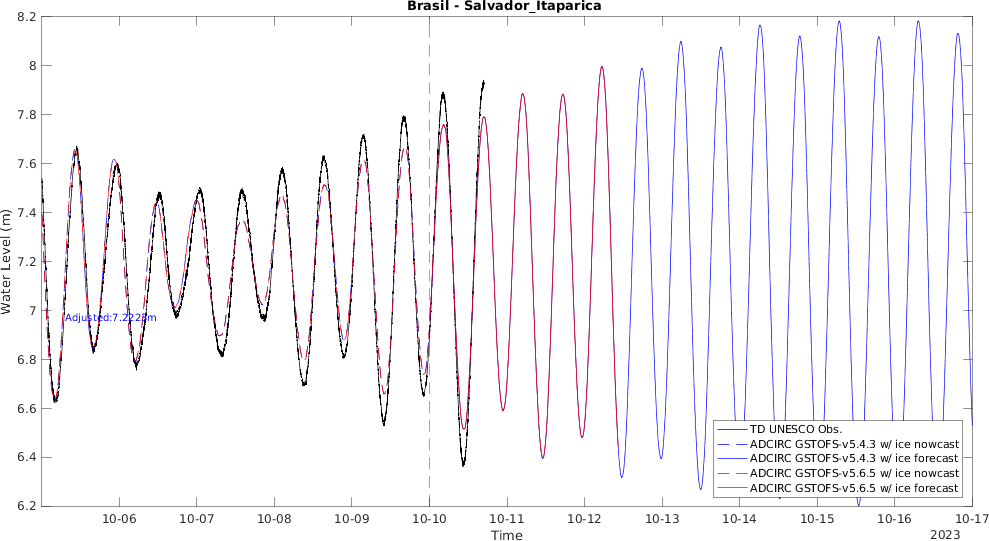 Brasil - Salvador_Itaparica
8.2
8
7.8
7.6
7.4
7.2
7
6.8
6.6
6.4
6.2
Water Level (m)
Adjusted:7.2225m
TD UNESCO Obs.
ADCIRC GSTOFS-v5.4.3 w/ ice nowcast
ADCIRC GSTOFS-v5.4.3 w/ ice forecast
ADCIRC GSTOFS-v5.6.5 w/ ice nowcast
ADCIRC GSTOFS-v5.6.5 w/ ice forecast
10-06 10-07 10-08 10-09 10-10 10-11 10-12 10-13 10-14 10-15 10-16 10-17
Time
2023